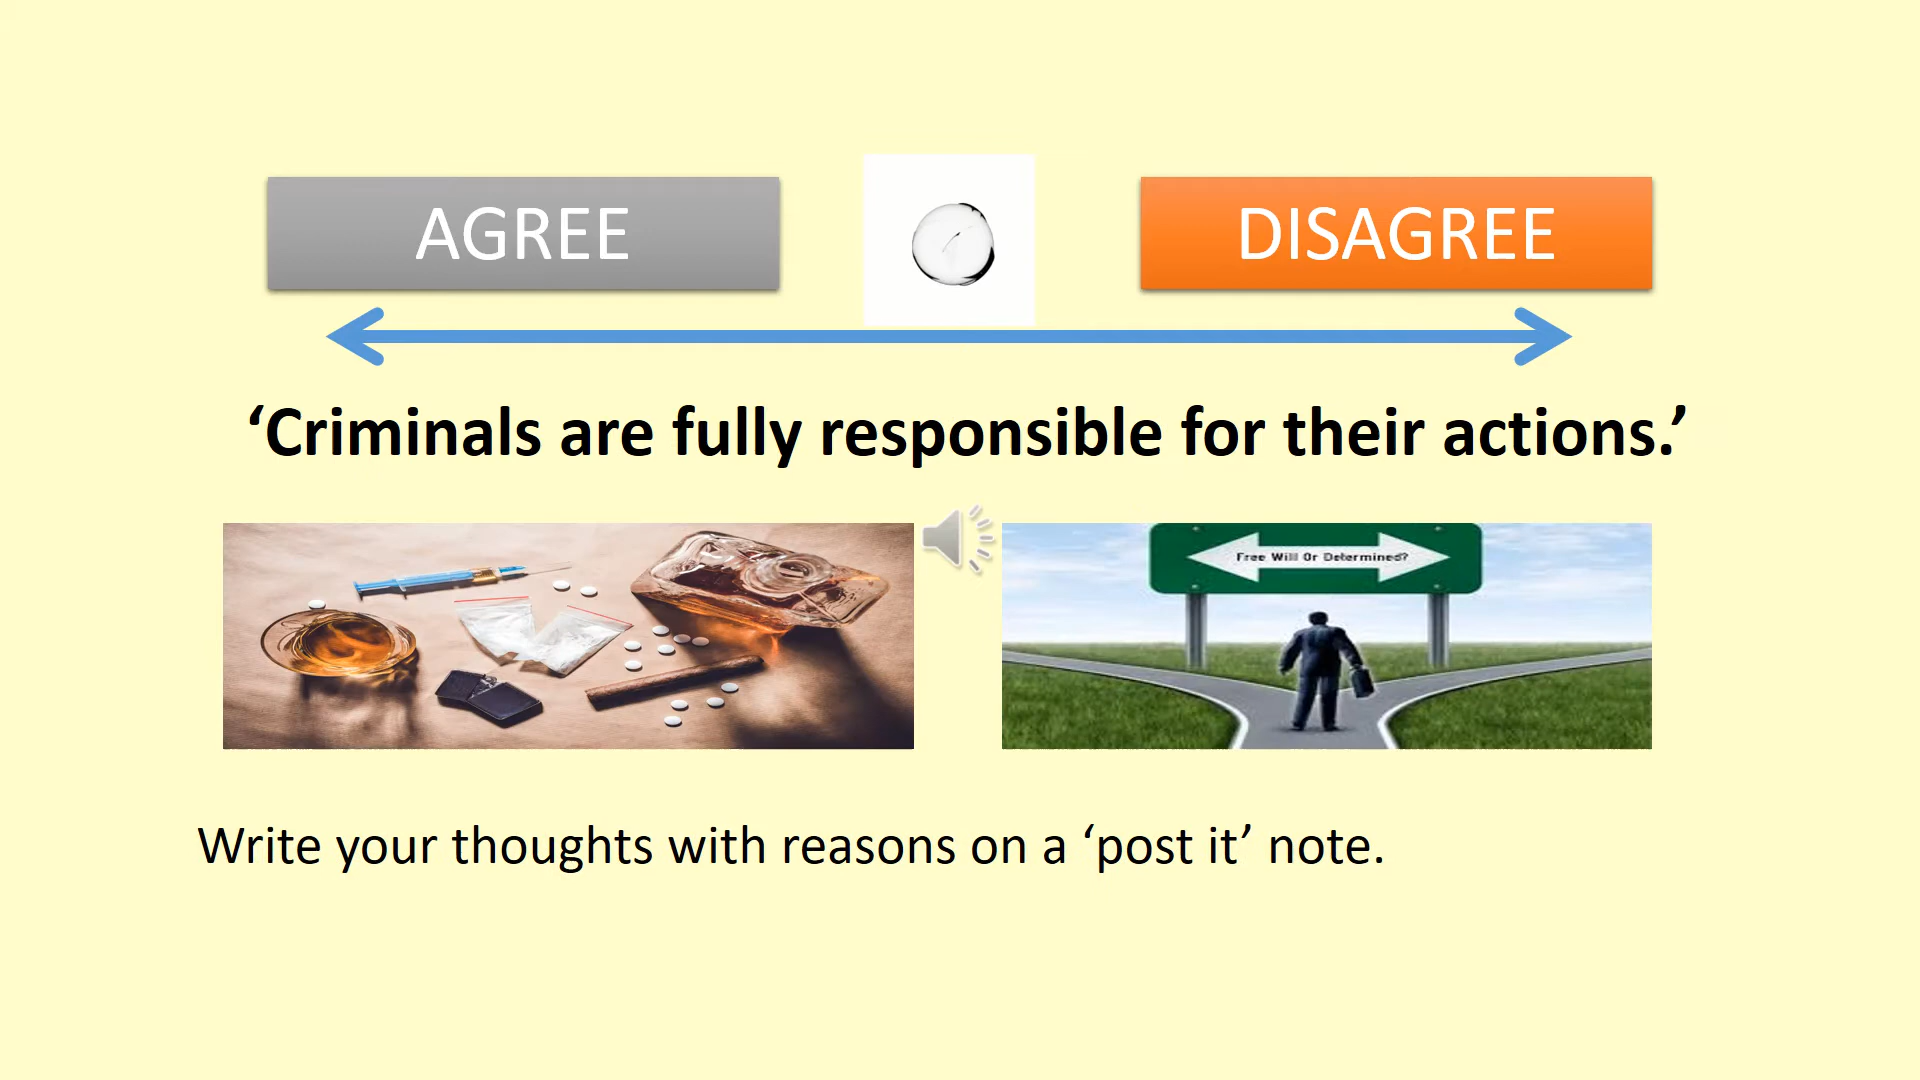 AGREE
DISAGREE
‘Criminals are fully responsible for their actions.’
Free Will Or Determined?
Write your thoughts with reasons on a ‘post it’ note.